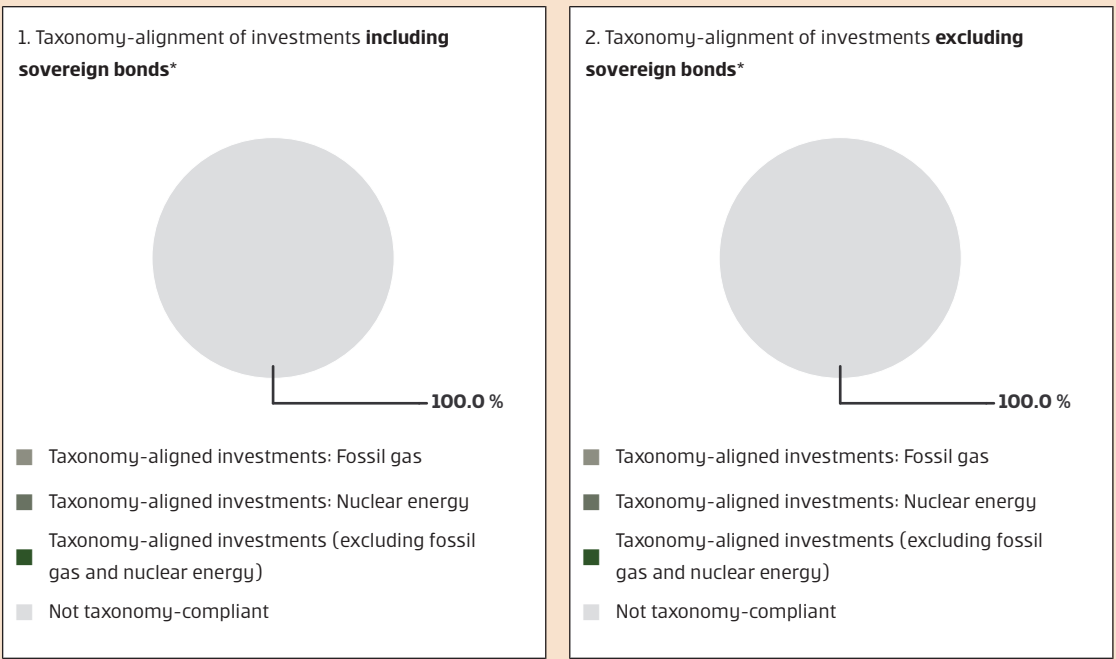 1. Taxonomy-alignment of investments including
sovereign bonds*
100.0 %
Taxonomy-aligned investments: Fossil gas
Taxonomy-aligned investments: Nuclear energy
Taxonomy-aligned investments (excluding fossil
gas and nuclear energy)
Not taxonomy-compliant
2. Taxonomy-alignment of investments excluding
sovereign bonds*
100.0 %
Taxonomy-aligned investments: Fossil gas
Taxonomy-aligned investments: Nuclear energy
Taxonomy-aligned investments (excluding fossil
gas and nuclear energy)
Not taxonomy-compliant